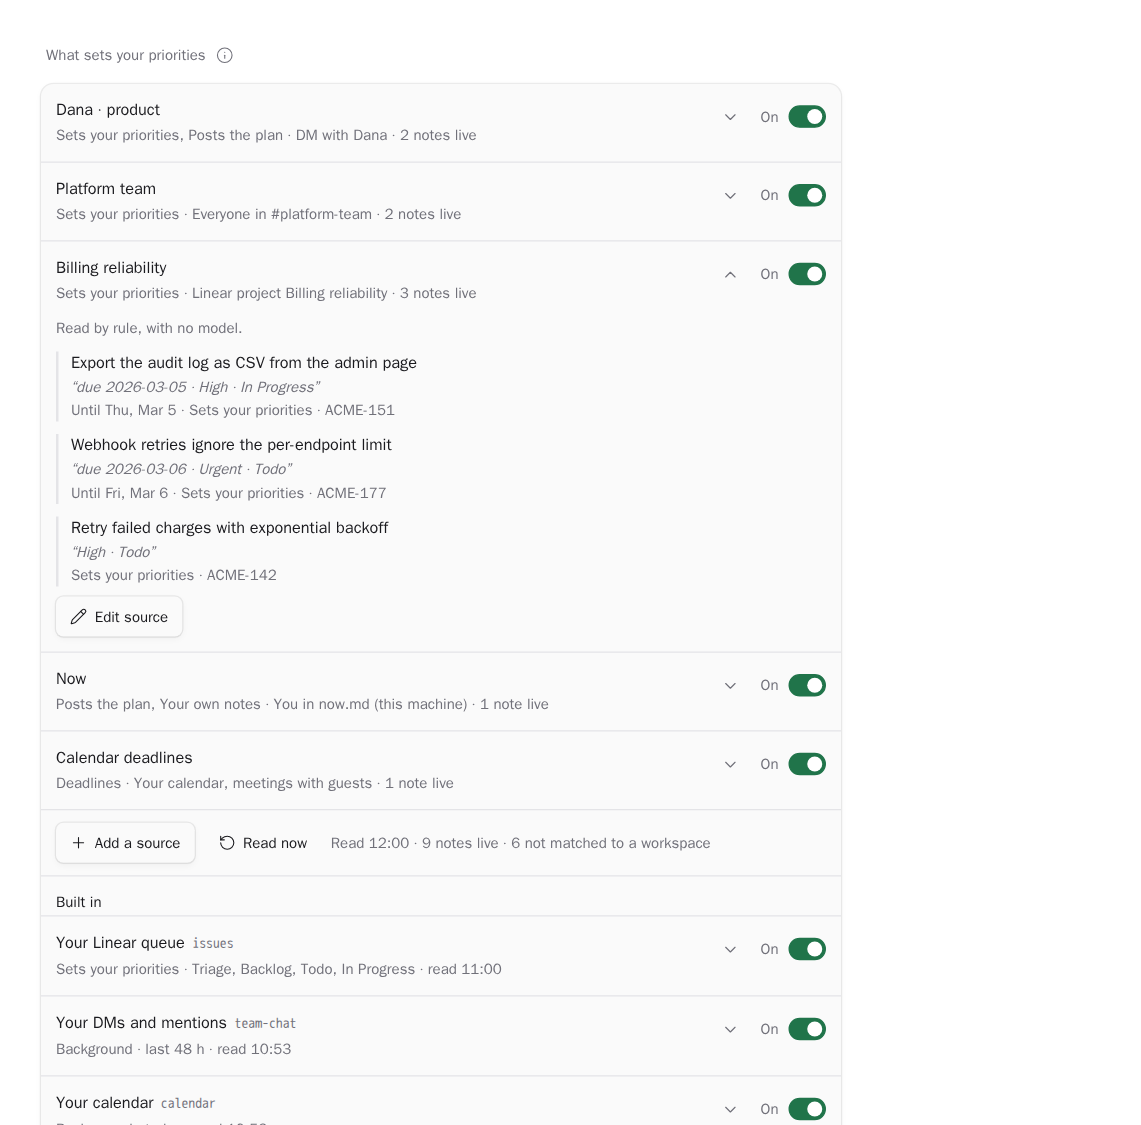 What sets your priorities
Dana · product
On
Sets your priorities, Posts the plan · DM with Dana · 2 notes live
Platform team
On
Sets your priorities · Everyone in #platform-team · 2 notes live
Billing reliability
On
Sets your priorities · Linear project Billing reliability · 3 notes live
Read by rule, with no model.
Export the audit log as CSV from the admin page
“due 2026-03-05 · High · In Progress”
Until Thu, Mar 5 · Sets your priorities · ACME-151
Webhook retries ignore the per-endpoint limit
“due 2026-03-06 · Urgent · Todo”
Until Fri, Mar 6 · Sets your priorities · ACME-177
Retry failed charges with exponential backoff
“High · Todo”
Sets your priorities · ACME-142
Edit source
Now
On
Posts the plan, Your own notes · You in now.md (this machine) · 1 note live
Calendar deadlines
On
Deadlines · Your calendar, meetings with guests · 1 note live
Add a source Read now Read 12:00 · 9 notes live · 6 not matched to a workspace
Built in
Your Linear queue issues
On
Sets your priorities · Triage, Backlog, Todo, In Progress · read 11:00
Your DMs and mentions team-chat
On
Background · last 48 h · read 10:53
Your calendar calendar
On